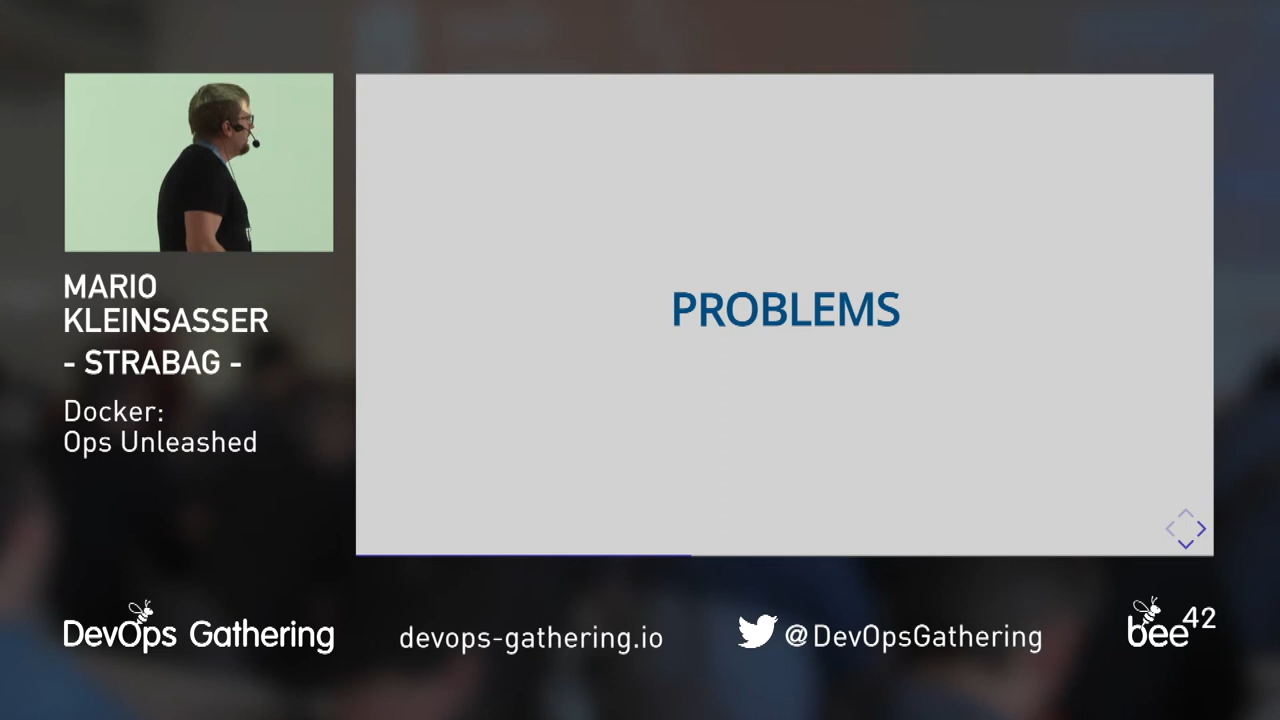 MARIO
KLEINSASSER
- STRABAG -
Docker:
Ops Unleashed
PROBLEMS
DevOps Gathering
devops-gathering.io
@DevOpsGathering
bee42